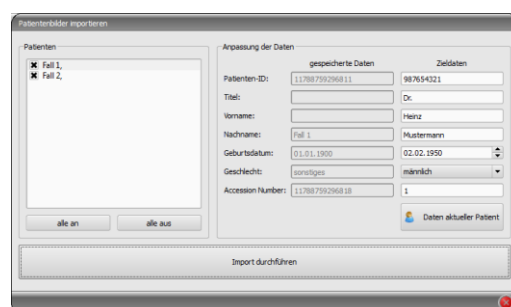 Patientenbilder importieren
Patienten
Fall 1,
Fall 2,
alle an
alle aus
Anpassung der Daten
gespeicherte Daten
Zieldaten
Patienten-ID:
11788759296811
987654321
Titel:
Dr.
Vorname:
Heinz
Nachname:
Fall 1
Mustermann
Geburtsdatum:
01.01.1900
02.02.1950
Geschlecht:
sonstiges
männlich
Accession Number:
11788759296818
1
Daten aktueller Patient
Import durchführen